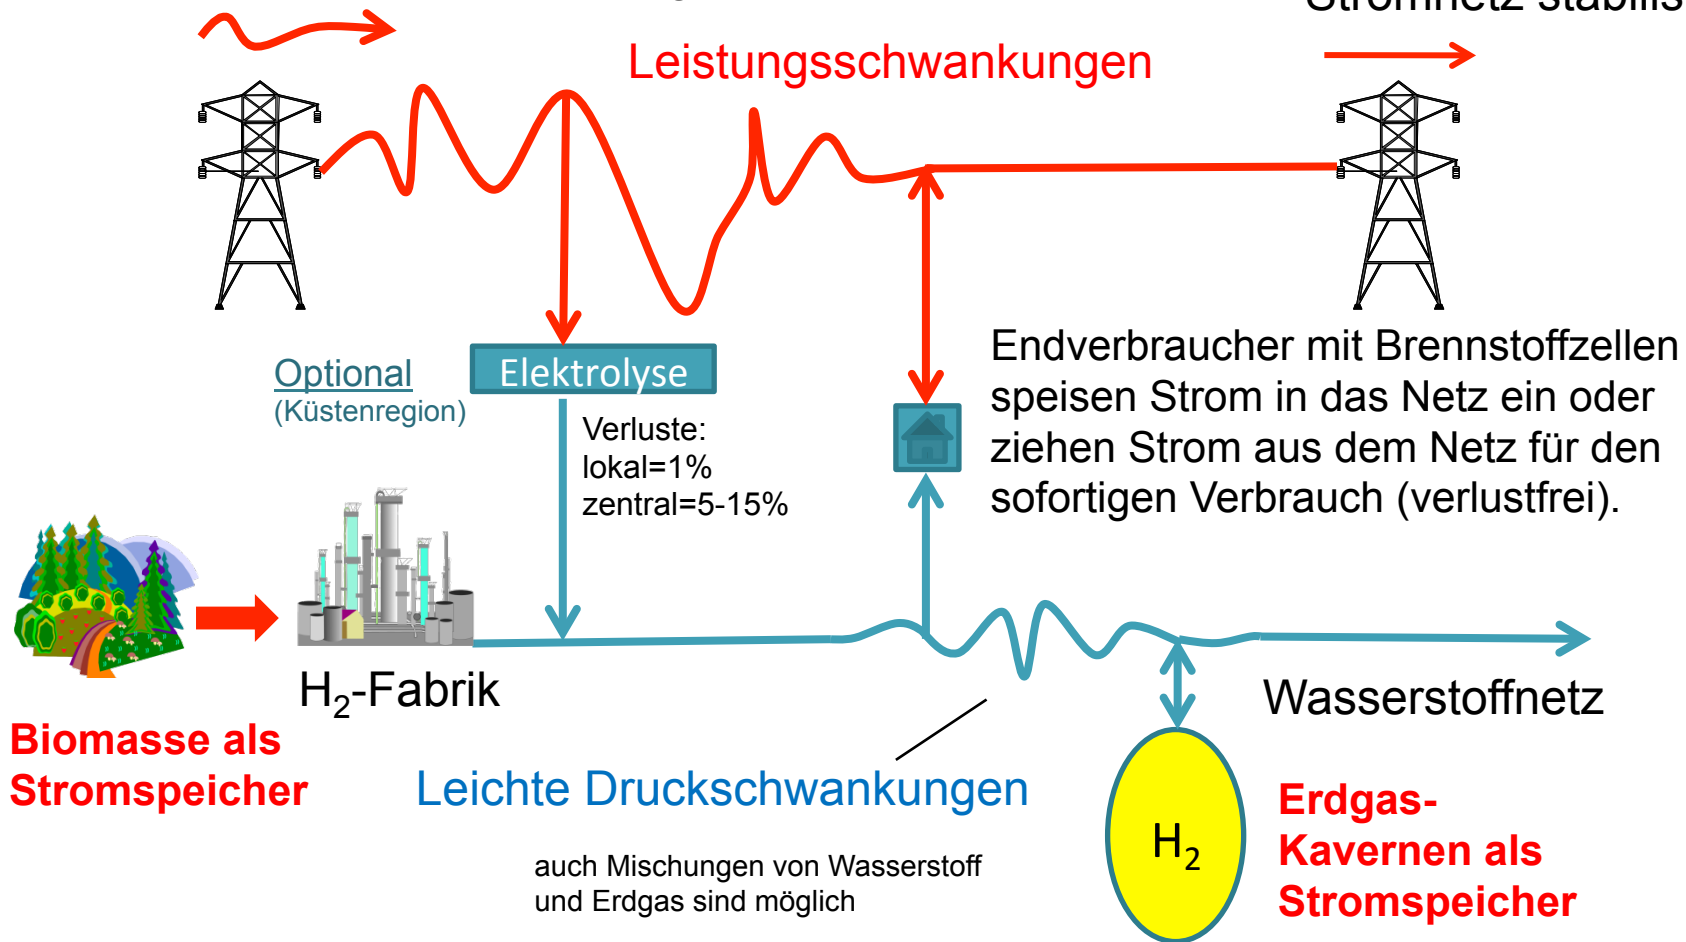 Stromnetz stabilis
Leistungsschwankungen
Optional
(Küstenregion)
Elektrolyse
Verluste:
lokal=1%
zentral=5-15%
Endverbraucher mit Brennstoffzellen
speisen Strom in das Netz ein oder
ziehen Strom aus dem Netz für den
sofortigen Verbrauch (verlustfrei).
H₂-Fabrik
Wasserstoffnetz
Biomasse als
Stromspeicher
Leichte Druckschwankungen
auch Mischungen von Wasserstoff
und Erdgas sind möglich
H₂
Erdgas-
Kavernen als
Stromspeicher